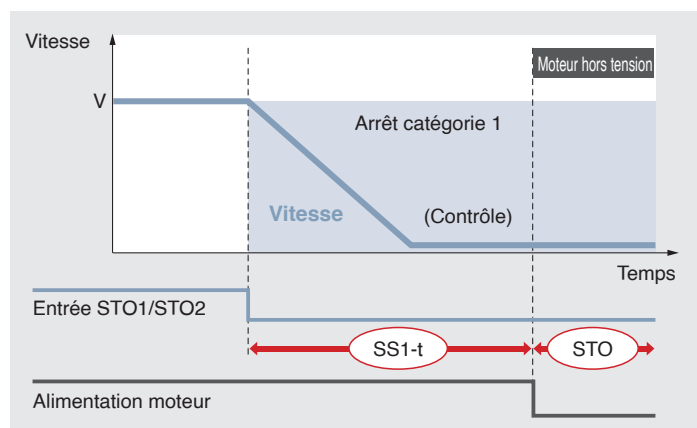 Vitesse
Moteur hors tension
V
Arrêt catégorie 1
Vitesse
(Contrôle)
Temps
Entrée STO1/STO2
SS1-t
STO
Alimentation moteur